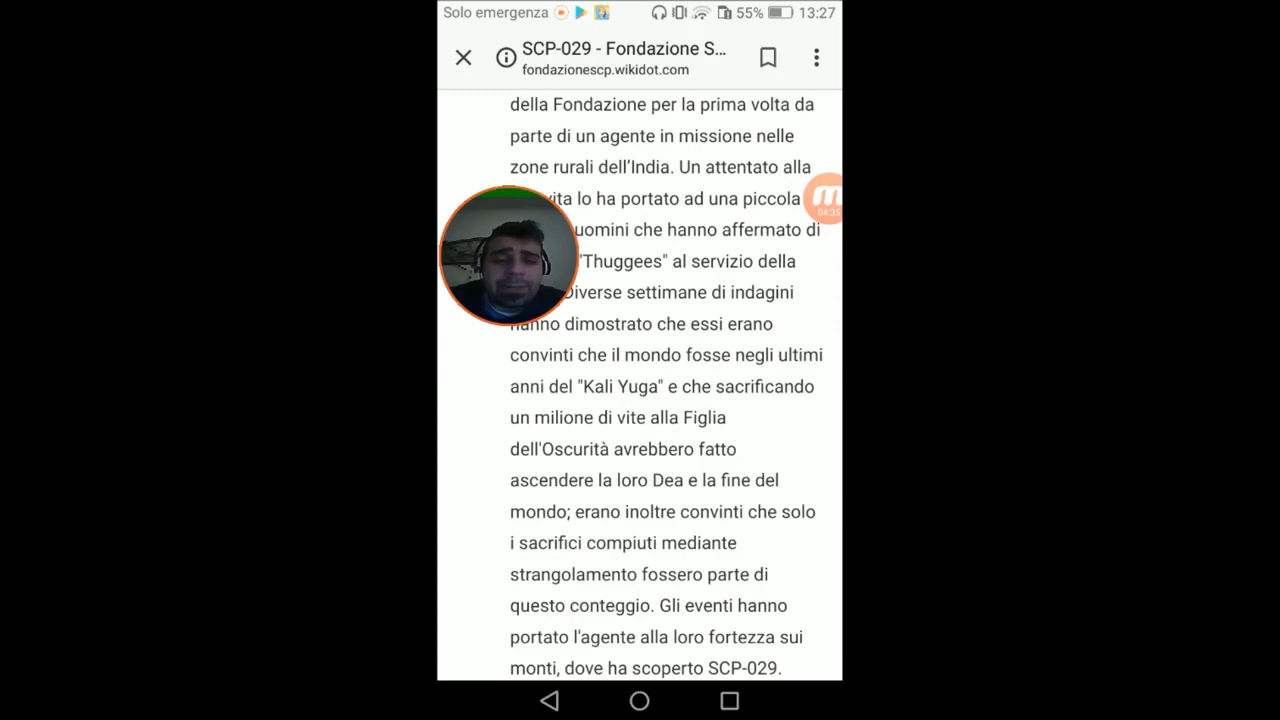 Solo emergenza 55% 13:27
SCP-029 - Fondazione S...
fondazionescp.wikidot.com
della Fondazione per la prima volta da
parte di un agente in missione nelle
zone rurali dell’India. Un attentato alla
vita lo ha portato ad una piccola
uomini che hanno affermato di
"Thuggees" al servizio della
Diverse settimane di indagini
hanno dimostrato che essi erano
convinti che il mondo fosse negli ultimi
anni del "Kali Yuga" e che sacrificando
un milione di vite alla Figlia
dell'Oscurità avrebbero fatto
ascendere la loro Dea e la fine del
mondo; erano inoltre convinti che solo
i sacrifici compiuti mediante
strangolamento fossero parte di
questo conteggio. Gli eventi hanno
portato l'agente alla loro fortezza sui
monti, dove ha scoperto SCP-029.
04:35